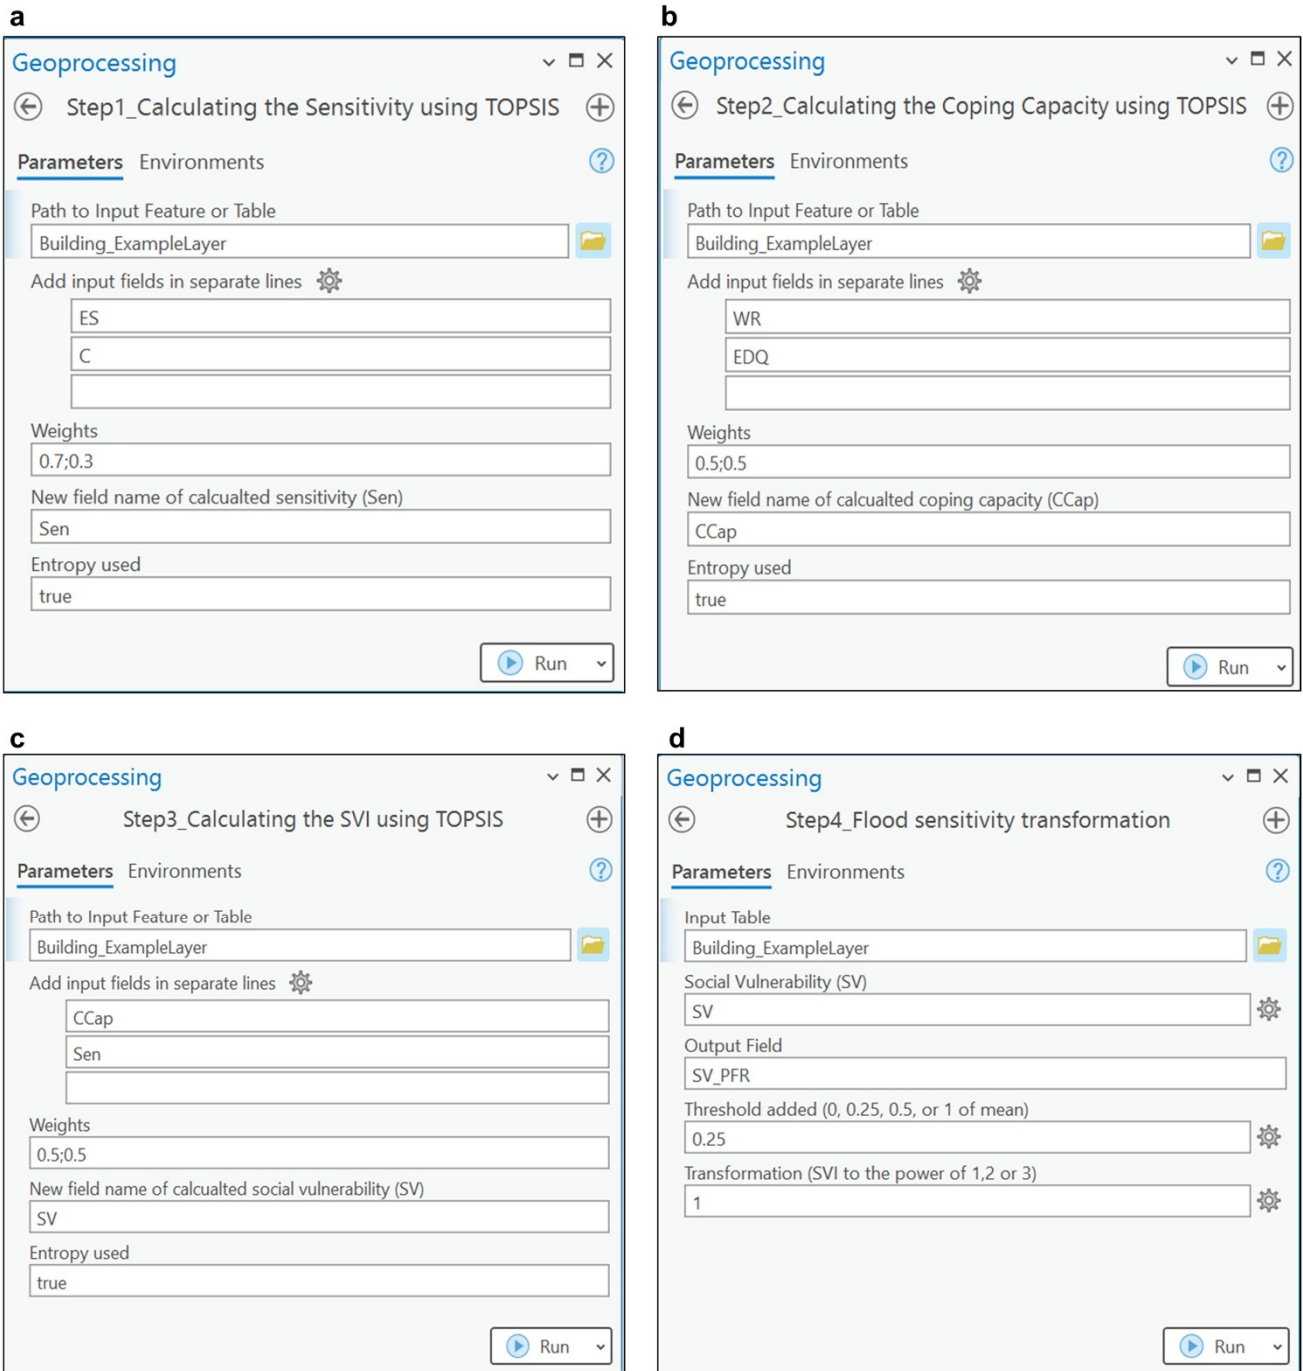 a
Geoprocessing
Step1_Calculating the Sensitivity using TOPSIS
Parameters Environments
Path to Input Feature or Table
Building_ExampleLayer
Add input fields in separate lines
ES
C
Weights
0.7;0.3
New field name of calcualted sensitivity (Sen)
Sen
Entropy used
true
Run
b
Geoprocessing
Step2_Calculating the Coping Capacity using TOPSIS
Parameters Environments
Path to Input Feature or Table
Building_ExampleLayer
Add input fields in separate lines
WR
EDQ
Weights
0.5;0.5
New field name of calcualted coping capacity (CCap)
CCap
Entropy used
true
Run
c
Geoprocessing
Step3_Calculating the SVI using TOPSIS
Parameters Environments
Path to Input Feature or Table
Building_ExampleLayer
Add input fields in separate lines
CCap
Sen
Weights
0.5;0.5
New field name of calcualted social vulnerability (SV)
SV
Entropy used
true
Run
d
Geoprocessing
Step4_Flood sensitivity transformation
Parameters Environments
Input Table
Building_ExampleLayer
Social Vulnerability (SV)
SV
Output Field
SV_PFR
Threshold added (0, 0.25, 0.5, or 1 of mean)
0.25
Transformation (SVI to the power of 1,2 or 3)
1
Run